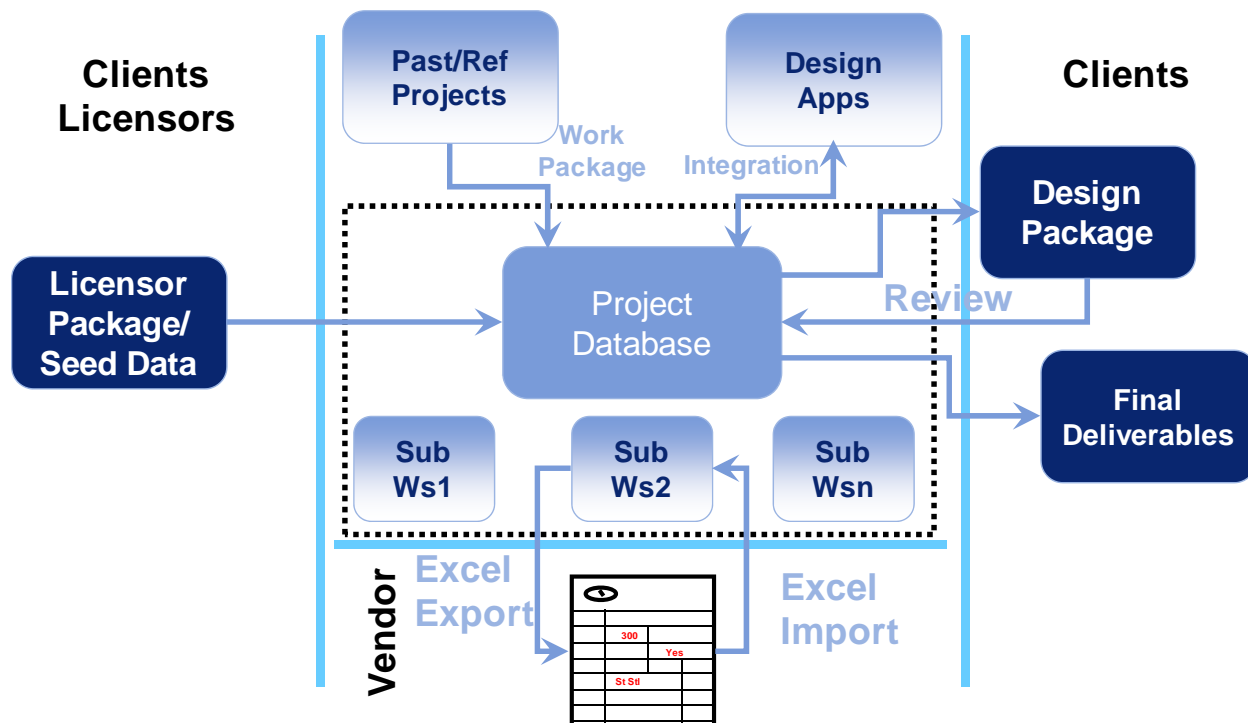 Clients
Licensors
Past/Ref
Projects
Design
Apps
Clients
Work
Package
Integration
Design
Package
Licensor
Package/
Seed Data
Project
Database
Review
Final
Deliverables
Sub
Ws1
Sub
Ws2
Sub
Wsn
Vendor
Excel
Export
300
Yes
St Stl
Excel
Import